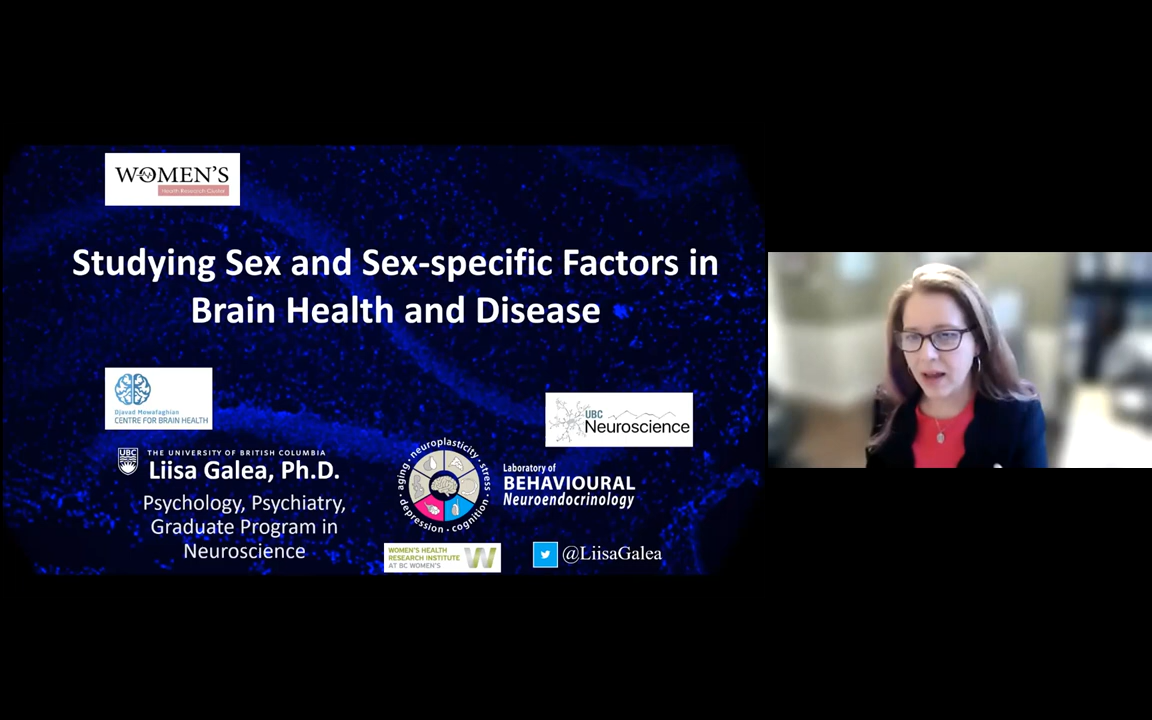 WOMEN'S
Health Research Cluster
Studying Sex and Sex-specific Factors in
Brain Health and Disease
Djavad Mowafaghian
CENTRE FOR BRAIN HEALTH
UBC
Neuroscience
UBC
THE UNIVERSITY OF BRITISH COLUMBIA
Liisa Galea, Ph.D.
Psychology, Psychiatry,
Graduate Program in
Neuroscience
aging · neuroplasticity · stress · cognition · depression ·
Laboratory of
BEHAVIOURAL
Neuroendocrinology
WOMEN'S HEALTH
RESEARCH INSTITUTE
AT BC WOMEN'S
W
@LiisaGalea